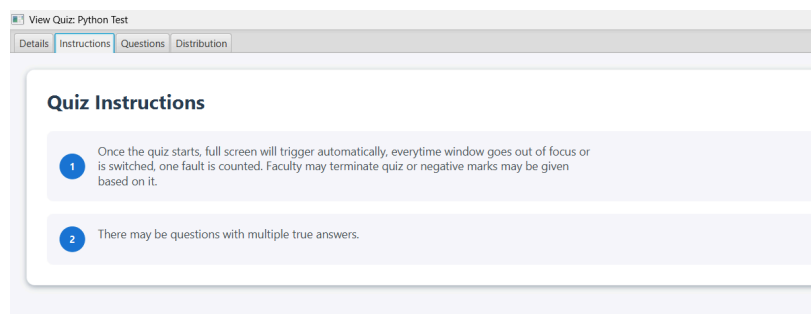 View Quiz: Python Test
Details Instructions Questions Distribution
Quiz Instructions
1
Once the quiz starts, full screen will trigger automatically, everytime window goes out of focus or
is switched, one fault is counted. Faculty may terminate quiz or negative marks may be given
based on it.
2
There may be questions with multiple true answers.